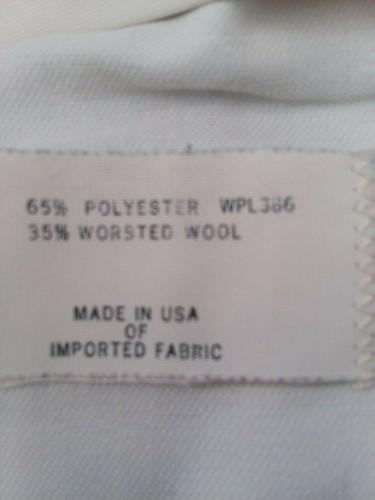 65% POLYESTER WPL386
35% WORSTED WOOL
MADE IN USA
OF
IMPORTED FABRIC